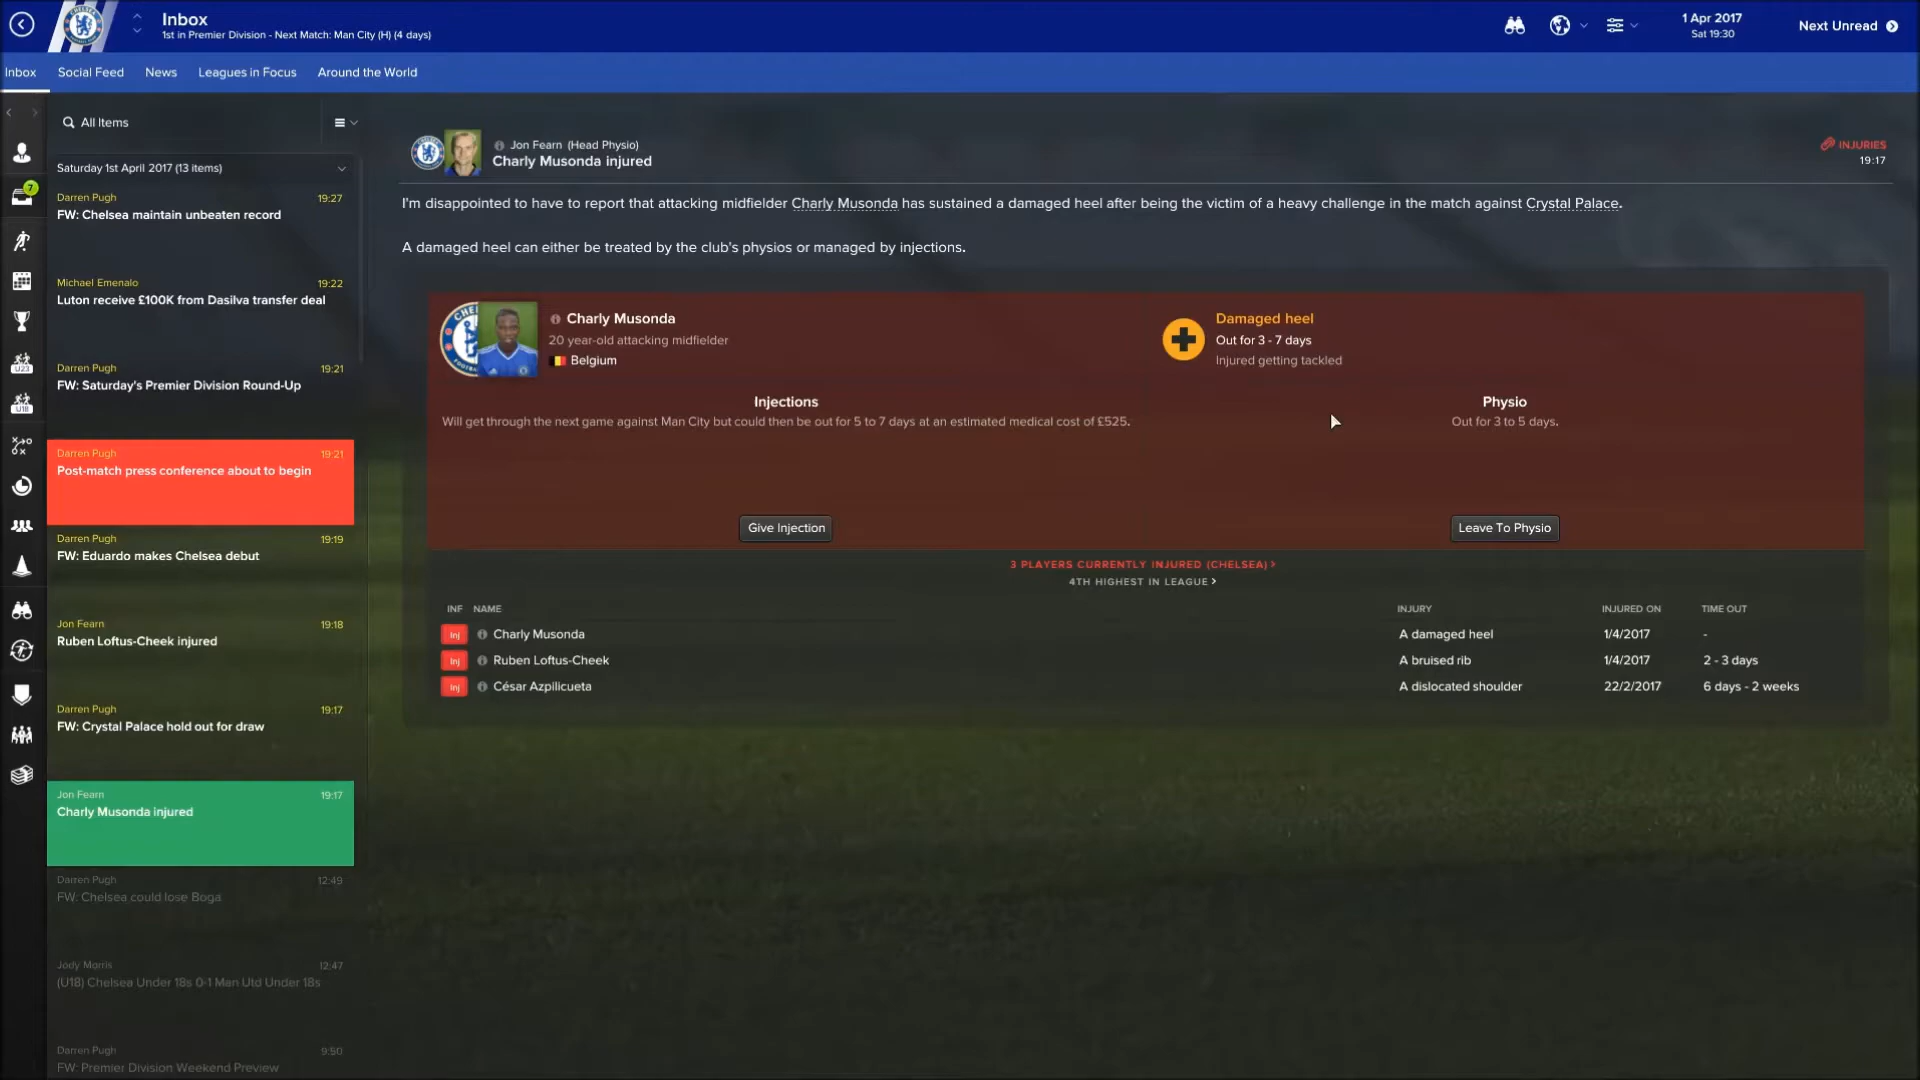 Inbox
1st in Premier Division - Next Match: Man City (H) (4 days)
1 Apr 2017
Sat 19:30
Next Unread
Inbox Social Feed News Leagues in Focus Around the World
All Items
Saturday 1st April 2017 (13 items)
7
Darren Pugh 19:27
FW: Chelsea maintain unbeaten record
Michael Emenalo 19:22
Luton receive £100K from Dasilva transfer deal
Darren Pugh 19:21
FW: Saturday's Premier Division Round-Up
U23
U18
Darren Pugh 19:21
Post-match press conference about to begin
Darren Pugh 19:19
FW: Eduardo makes Chelsea debut
Jon Fearn 19:18
Ruben Loftus-Cheek injured
Darren Pugh 19:17
FW: Crystal Palace hold out for draw
Jon Fearn 19:17
Charly Musonda injured
Darren Pugh 12:49
FW: Chelsea could lose Boga
Jody Morris 12:47
(U18) Chelsea Under 18s 0-1 Man Utd Under 18s
Darren Pugh 9:50
FW: Premier Division Weekend Preview
Jon Fearn (Head Physio)
Charly Musonda injured
INJURIES
19:17
I'm disappointed to have to report that attacking midfielder Charly Musonda has sustained a damaged heel after being the victim of a heavy challenge in the match against Crystal Palace.
A damaged heel can either be treated by the club's physios or managed by injections.
Charly Musonda
20 year-old attacking midfielder
Belgium
Damaged heel
Out for 3 - 7 days
Injured getting tackled
Injections
Will get through the next game against Man City but could then be out for 5 to 7 days at an estimated medical cost of £525.
Give Injection
Physio
Out for 3 to 5 days.
Leave To Physio
3 PLAYERS CURRENTLY INJURED (CHELSEA) >
4TH HIGHEST IN LEAGUE >
INF NAME INJURY INJURED ON TIME OUT
Inj Charly Musonda A damaged heel 1/4/2017 -
Inj Ruben Loftus-Cheek A bruised rib 1/4/2017 2 - 3 days
Inj César Azpilicueta A dislocated shoulder 22/2/2017 6 days - 2 weeks